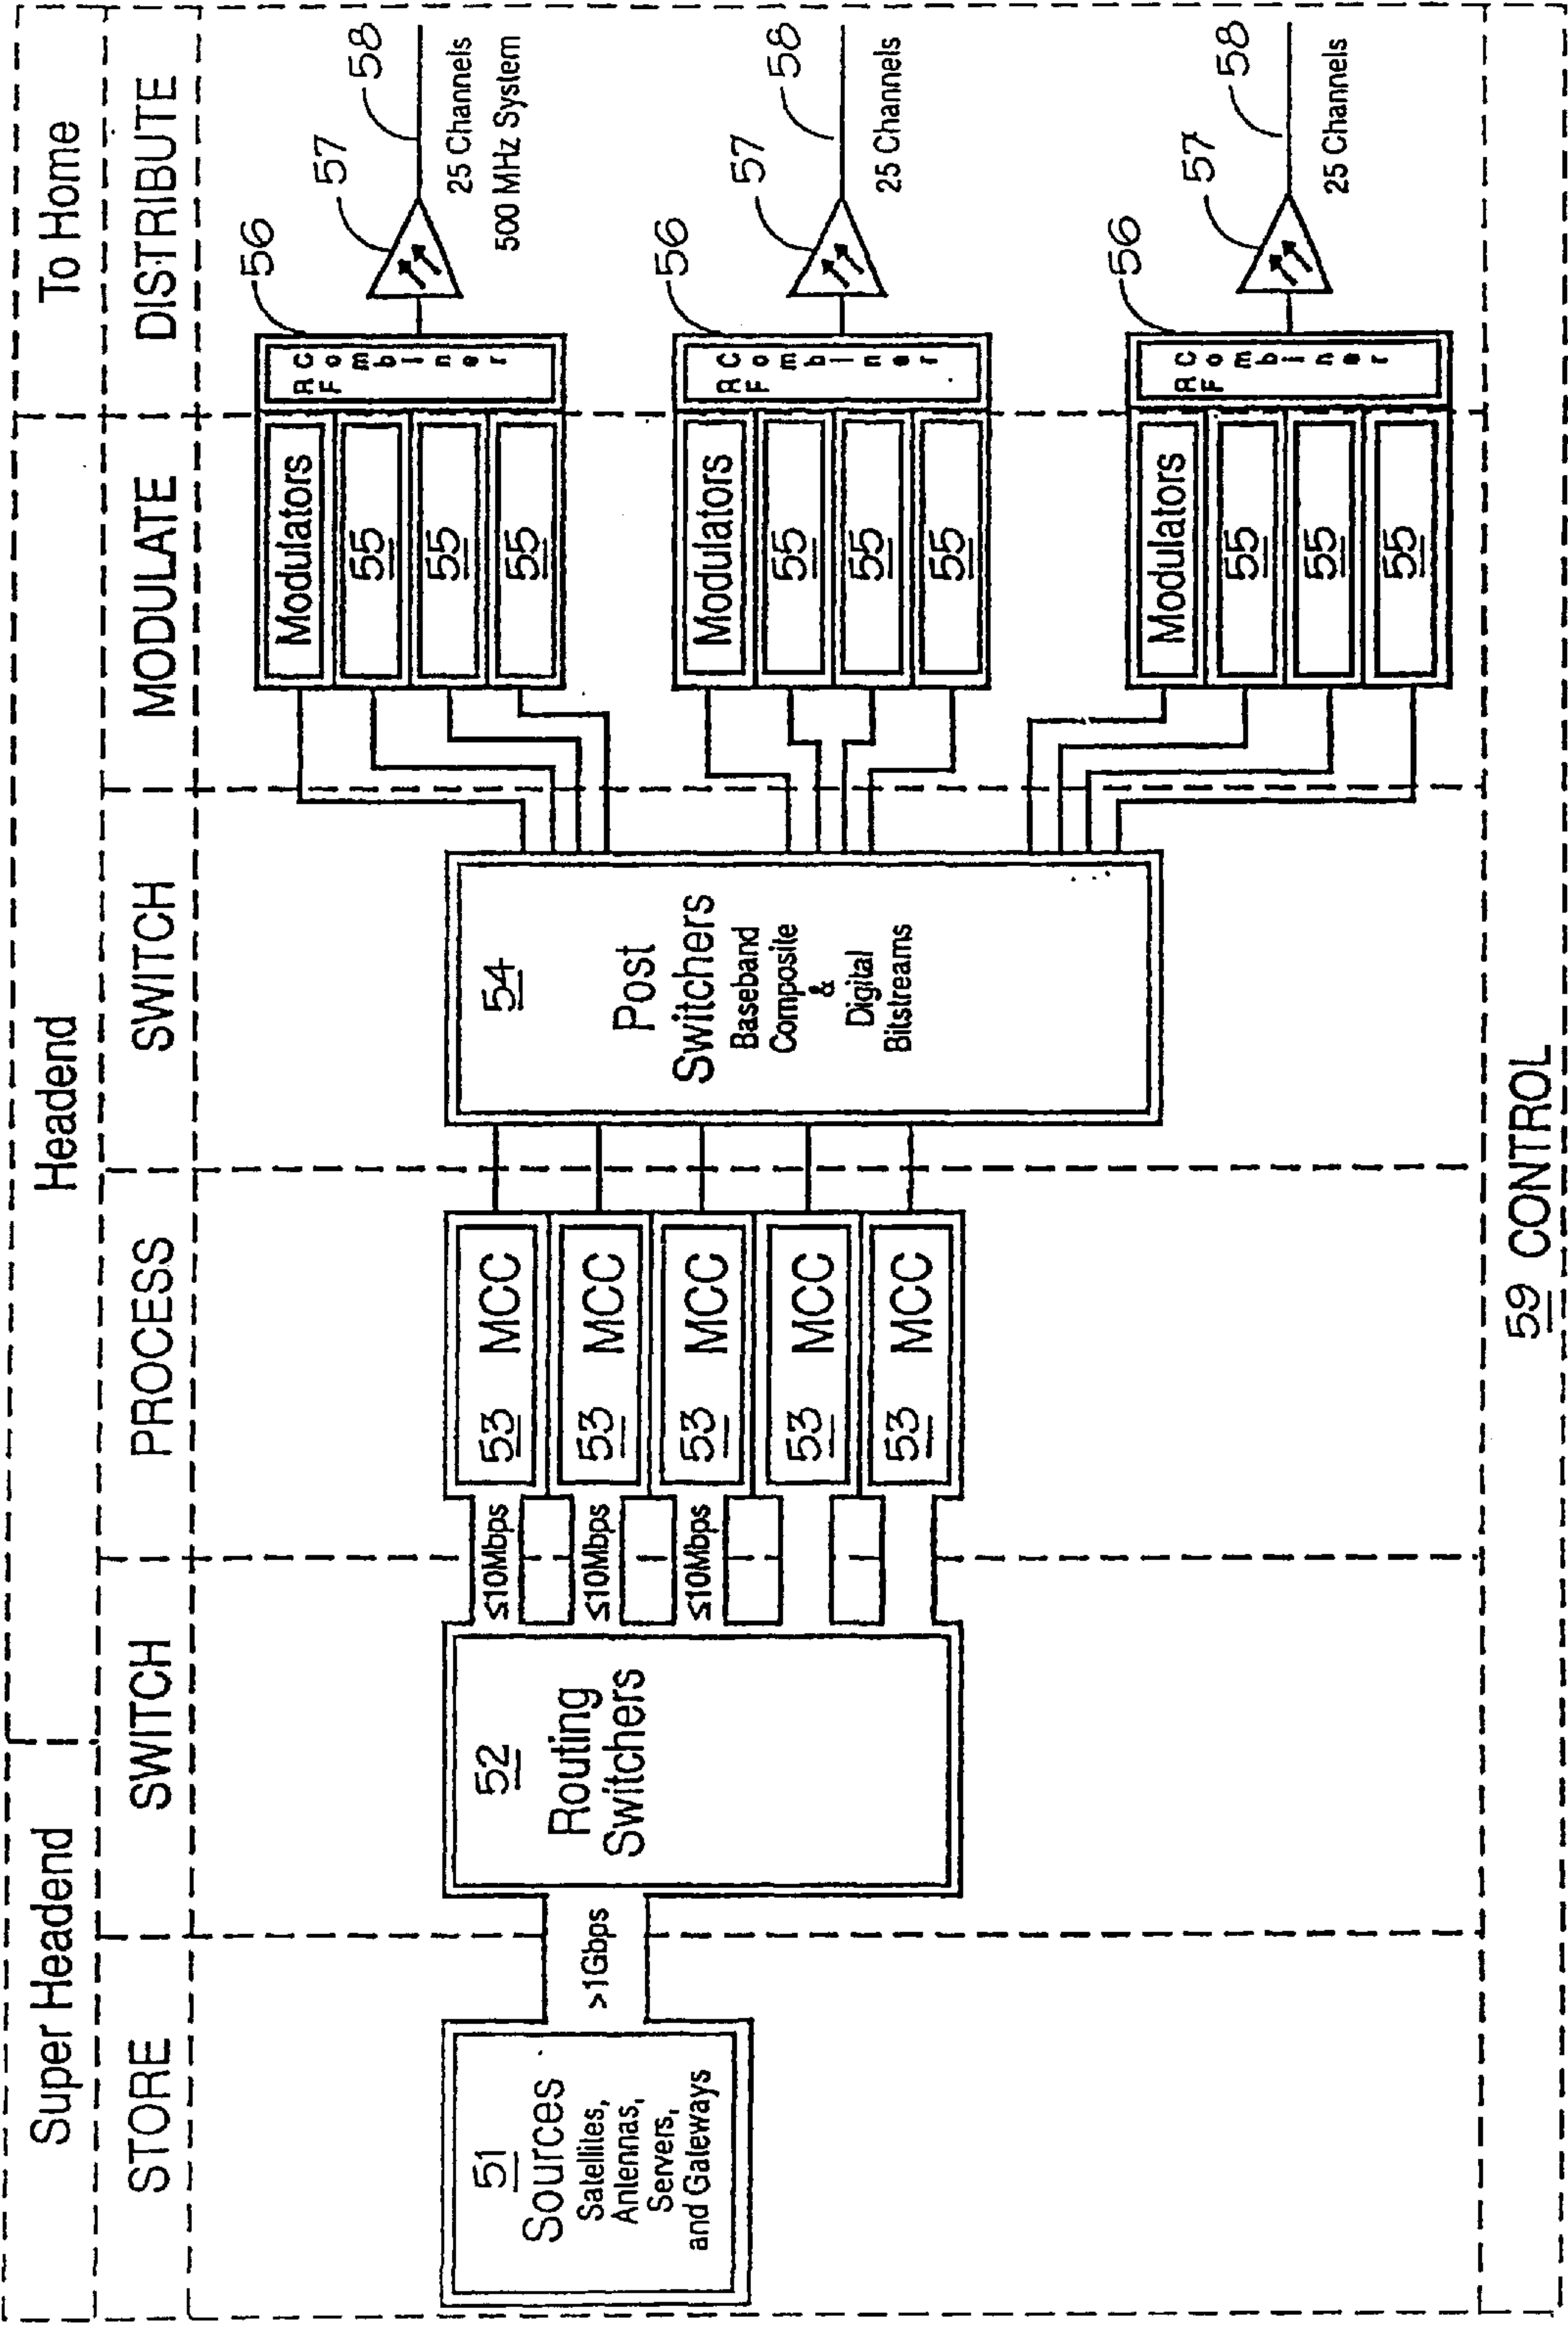 Super Headend
Headend
To Home
STORE
SWITCH
PROCESS
SWITCH
MODULATE
DISTRIBUTE
51
Sources
Satellites,
Antennas,
Servers,
and Gateways
>1Gbps
52
Routing
Switchers
≤10Mbps
≤10Mbps
≤10Mbps
53 MCC
53 MCC
53 MCC
53 MCC
53 MCC
54
Post
Switchers
Baseband
Composite
&
Digital
Bitstreams
Modulators
55
55
55
RF
Combiner
56
57
58
25 Channels
500 MHz System
Modulators
55
55
55
RF
Combiner
56
57
58
25 Channels
Modulators
55
55
55
RF
Combiner
56
57
58
25 Channels
59 CONTROL